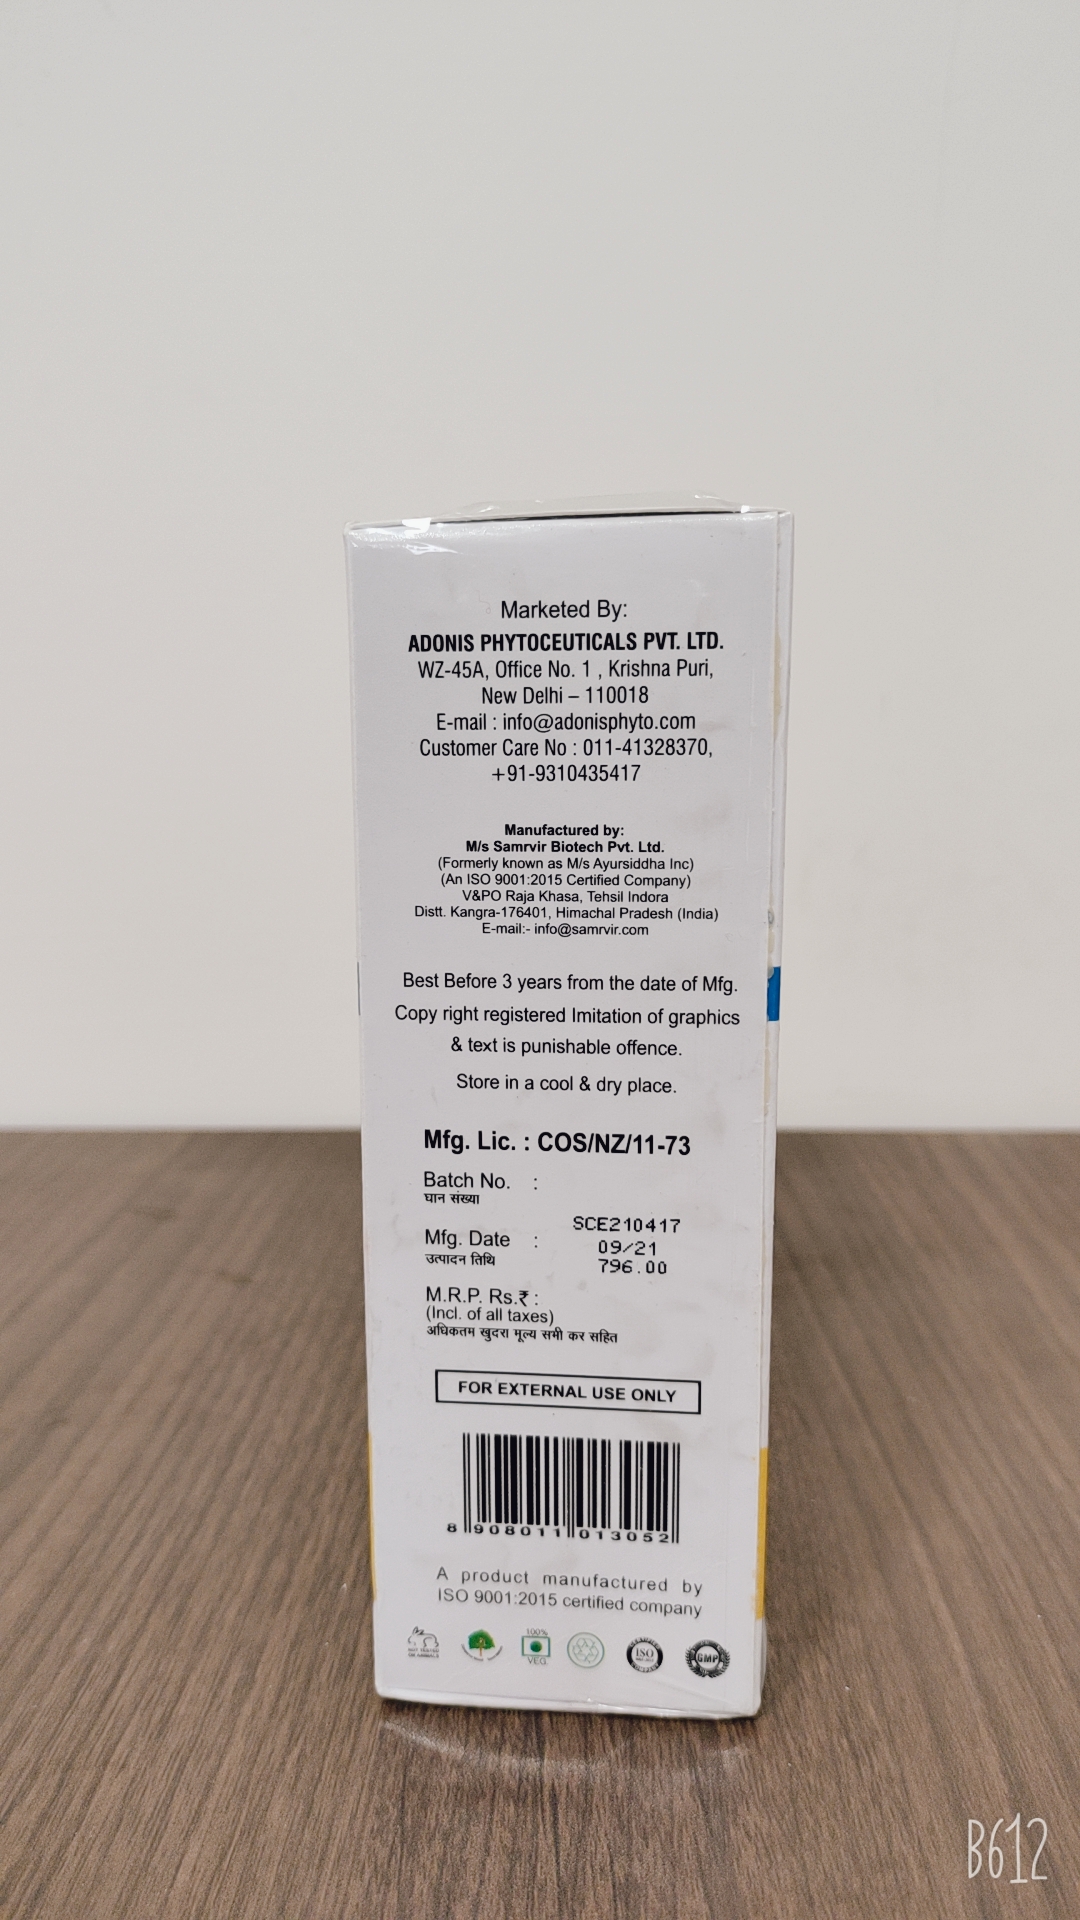 Marketed By:
ADONIS PHYTOCEUTICALS PVT. LTD.
WZ-45A, Office No. 1 , Krishna Puri,
New Delhi – 110018
E-mail : info@adonisphyto.com
Customer Care No : 011-41328370,
+91-9310435417
Manufactured by:
M/s Samrvir Biotech Pvt. Ltd.
(Formerly known as M/s Ayursiddha Inc)
(An ISO 9001:2015 Certified Company)
V&PO Raja Khasa, Tehsil Indora
Distt. Kangra-176401, Himachal Pradesh (India)
E-mail:- info@samrvir.com
Best Before 3 years from the date of Mfg.
Copy right registered Imitation of graphics
& text is punishable offence.
Store in a cool & dry place.
Mfg. Lic. : COS/NZ/11-73
Batch No. :
घान संख्या
SCE210417
Mfg. Date : 09/21
उत्पादन तिथि
796.00
M.R.P. Rs.₹ :
(Incl. of all taxes)
अधिकतम खुदरा मूल्य सभी कर सहित
FOR EXTERNAL USE ONLY
8 908011 013052
A product manufactured by
ISO 9001:2015 certified company
NOT TESTED
ON ANIMALS
100%
VEG.
ISO
GMP
B612